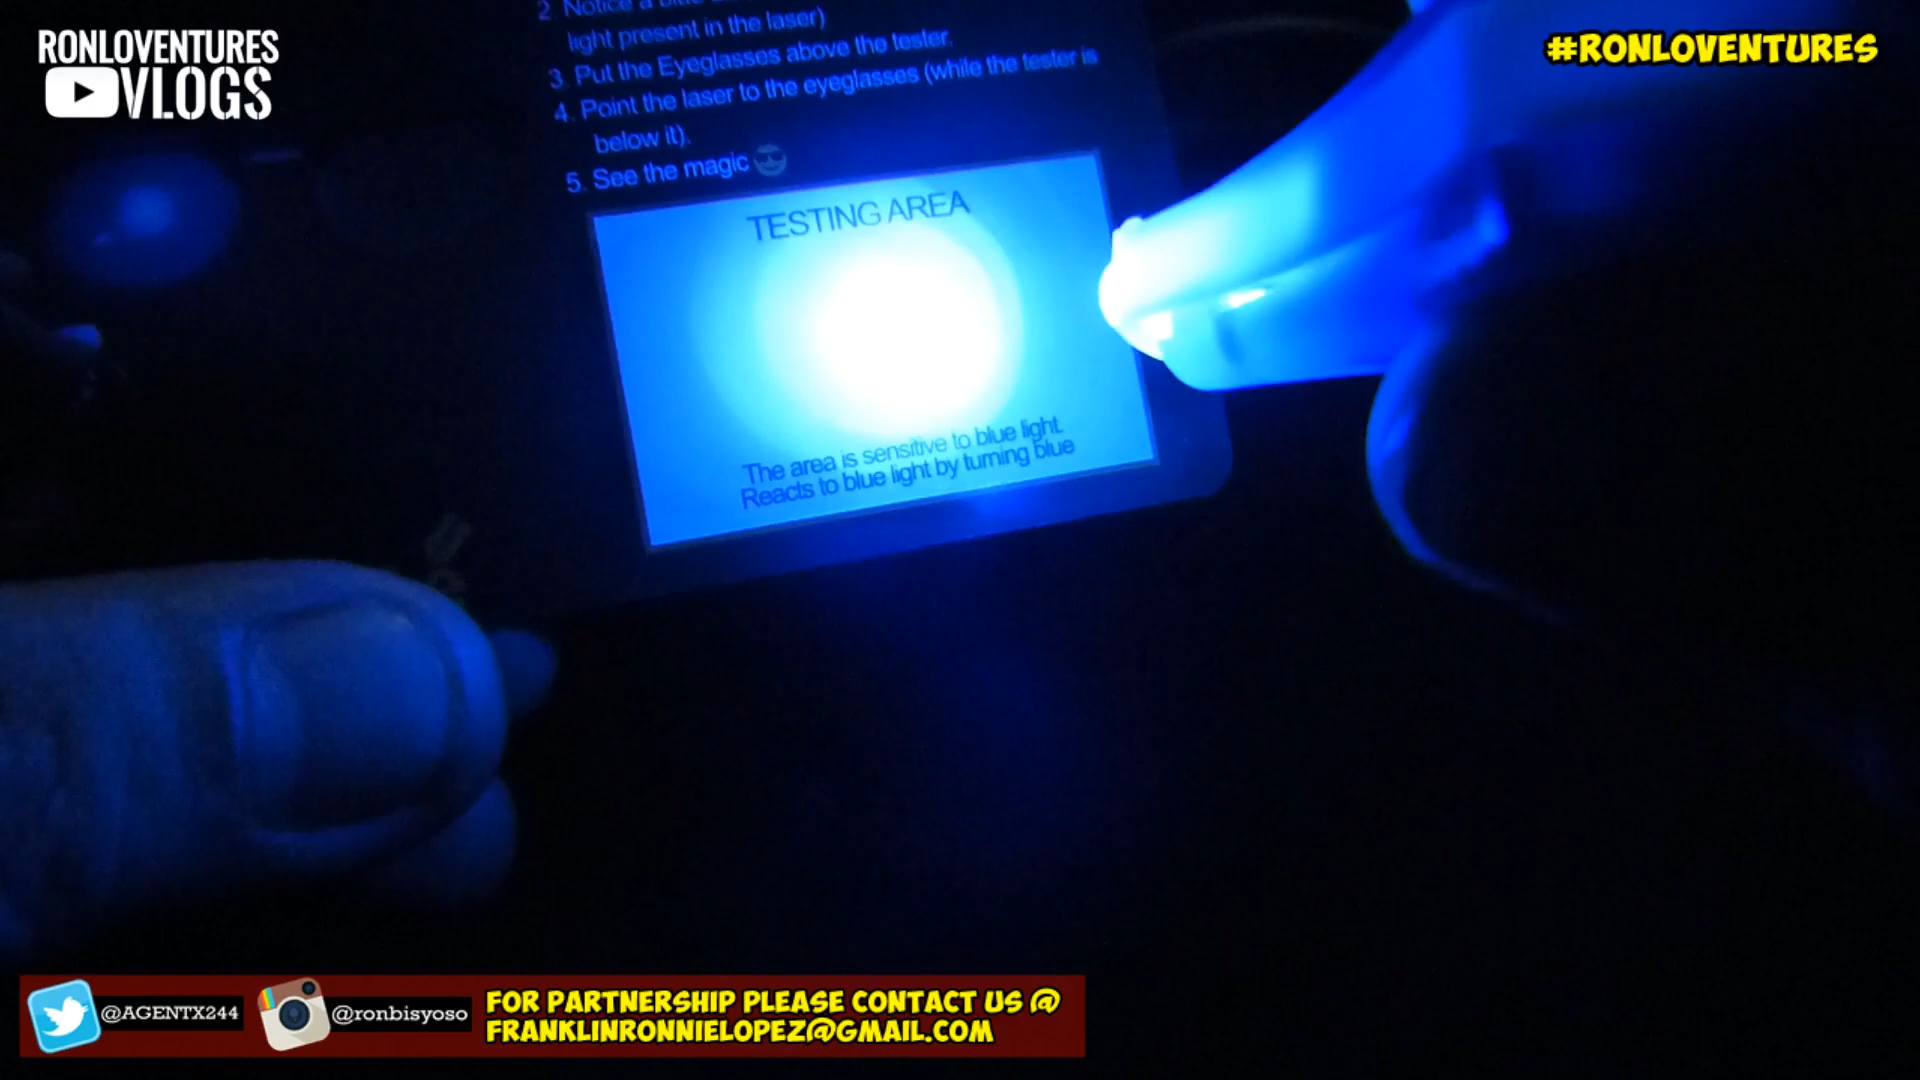 RONLOVENTURES
VLOGS
#RONLOVENTURES
2. Notice a blue
light present in the laser)
3. Put the Eyeglasses above the tester.
4. Point the laser to the eyeglasses (while the tester is
below it).
5. See the magic 😎
TESTING AREA
The area is sensitive to blue light.
Reacts to blue light by turning blue
@AGENTX244
@ronbisyoso
FOR PARTNERSHIP PLEASE CONTACT US @
FRANKLINRONNIELOPEZ@GMAIL.COM